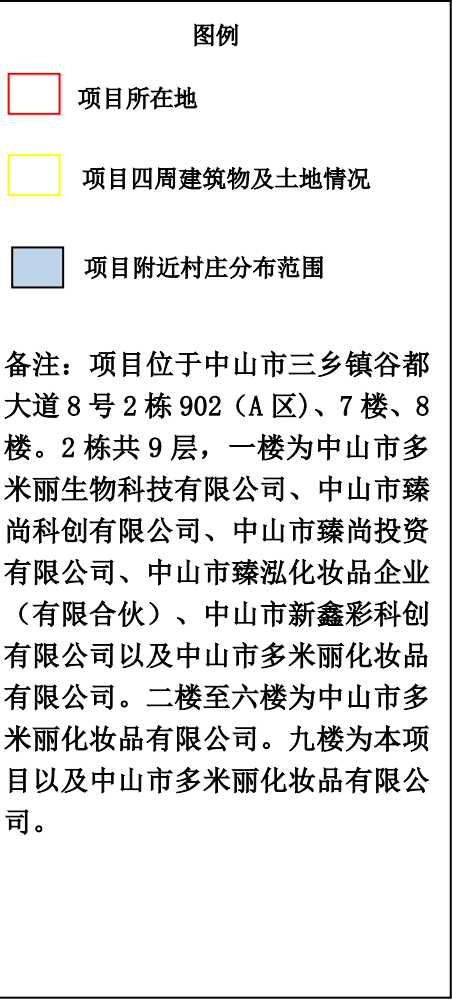 图例
项目所在地
项目四周建筑物及土地情况
项目附近村庄分布范围
备注：项目位于中山市三乡镇谷都
大道8号2栋902（A区)、7楼、8
楼。2栋共9层，一楼为中山市多
米丽生物科技有限公司、中山市臻
尚科创有限公司、中山市臻尚投资
有限公司、中山市臻泓化妆品企业
（有限合伙）、中山市新鑫彩科创
有限公司以及中山市多米丽化妆品
有限公司。二楼至六楼为中山市多
米丽化妆品有限公司。九楼为本项
目以及中山市多米丽化妆品有限公
司。